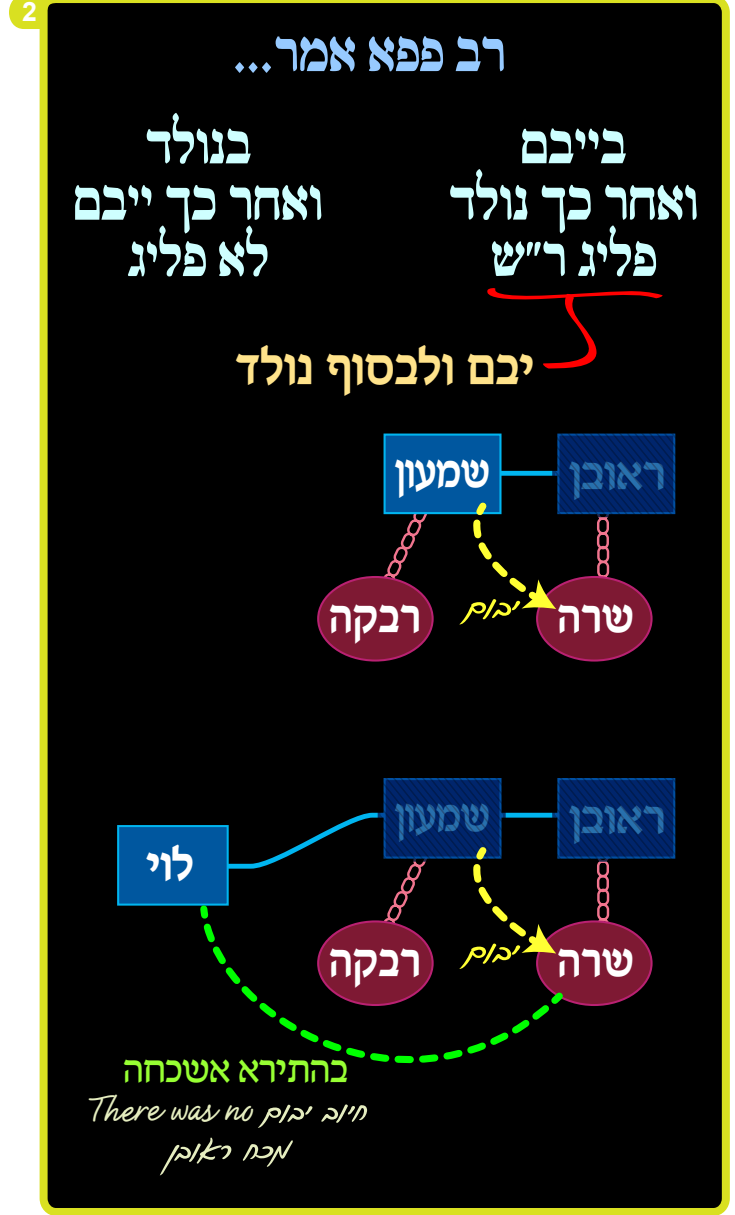 2
רב פפא אמר...
בייבם
ואחר כך נולד
פליג ר״ש
בנולד
ואחר כך ייבם
לא פליג
יבם ולבסוף נולד
ראובן
שמעון
שרה
יבום
רבקה
ראובן
שמעון
לוי
שרה
יבום
רבקה
בהתירא אשכחה
There was no חיוב יבום
מכח ראובן